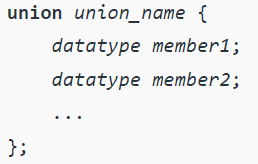 union union_name {
datatype member1;
datatype member2;
...
};